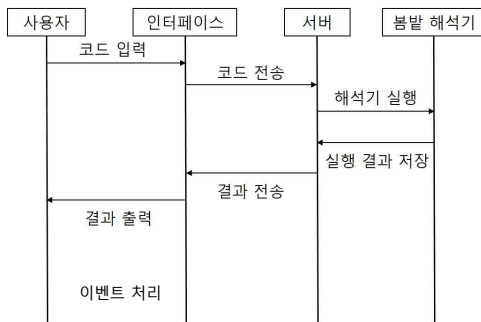 사용자
인터페이스
서버
봄밭 해석기
코드 입력
코드 전송
해석기 실행
실행 결과 저장
결과 전송
결과 출력
이벤트 처리